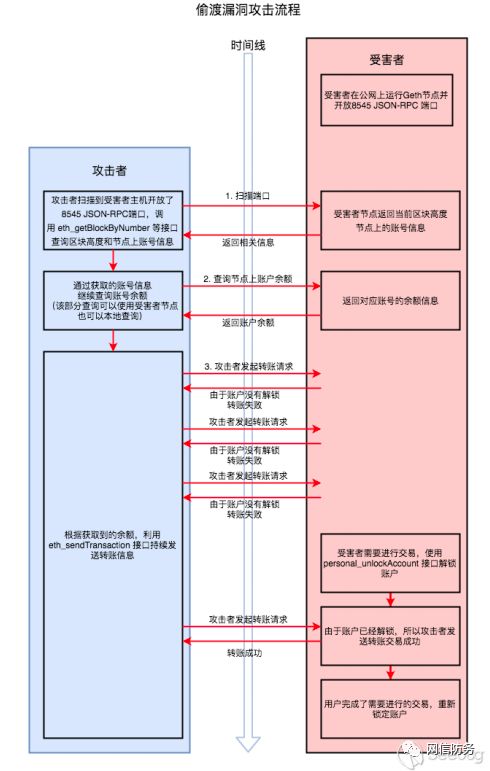 偷渡漏洞攻击流程
时间线
受害者
受害者在公网上运行Geth节点并
开放8545 JSON-RPC 端口
攻击者
攻击者扫描到受害者主机开放了
8545 JSON-RPC端口，调
用 eth_getBlockByNumber 等接口
查询区块高度和节点上账号信息
1. 扫描端口
返回相关信息
受害者节点返回当前区块高度
节点上的账号信息
通过获取的账号信息
继续查询账号余额
（该部分查询可以使用受害者节点
也可以本地查询）
2. 查询节点上账户余额
返回账户余额
返回对应账号的余额信息
3. 攻击者发起转账请求
由于账户没有解锁
转账失败
攻击者发起转账请求
由于账户没有解锁
转账失败
攻击者发起转账请求
由于账户没有解锁
转账失败
根据获取到的余额，利用
eth_sendTransaction 接口持续发
送转账信息
受害者需要进行交易，使用
personal_unlockAccount 接口解锁
账户
攻击者发起转账请求
转账成功
由于账户已经解锁，所以攻击者发
送转账交易成功
用户完成了需要进行的交易，重新
锁定账户
网信防务